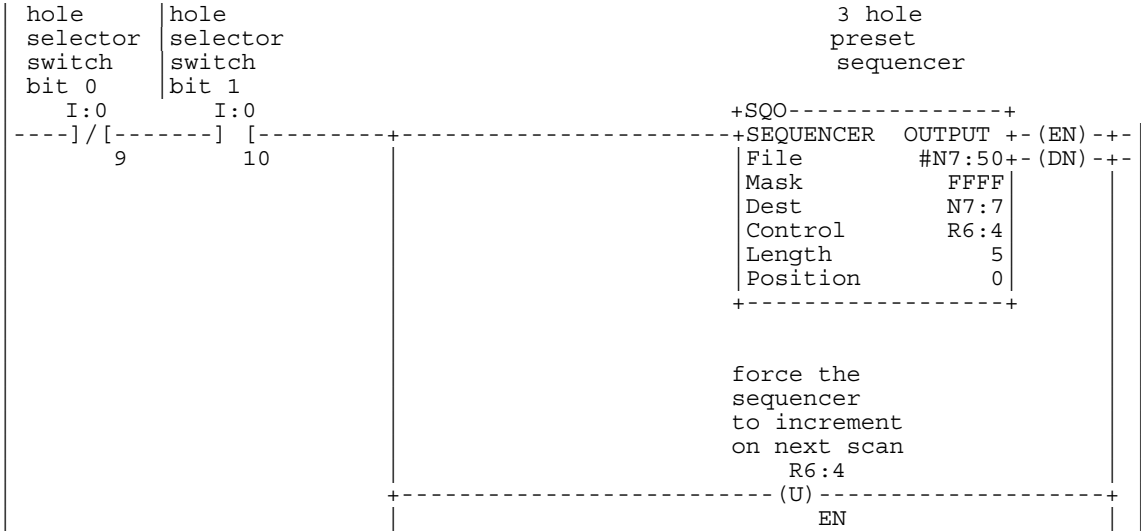 hole hole 3 hole
selector selector preset
switch switch sequencer
bit 0 bit 1
I:0 I:0 +SQO---------------+
----]/[-------] [---------+-----------------------+SEQUENCER OUTPUT +-(EN)-+-
9 10 |File #N7:50+-(DN)-+-
|Mask FFFF|
|Dest N7:7|
|Control R6:4|
|Length 5|
|Position 0|
+------------------+
force the
sequencer
to increment
on next scan
R6:4
+--------------------------(U)--------------------+
EN